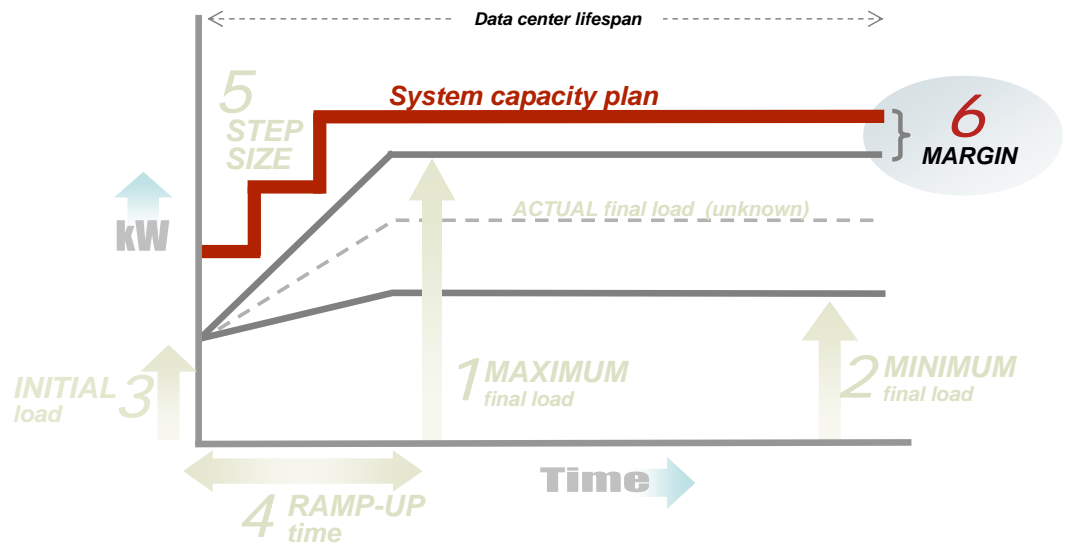 Data center lifespan
5
STEP
SIZE
System capacity plan
6
MARGIN
kW
ACTUAL final load (unknown)
INITIAL
load
3
1
MAXIMUM
final load
2
MINIMUM
final load
4
RAMP-UP
time
Time